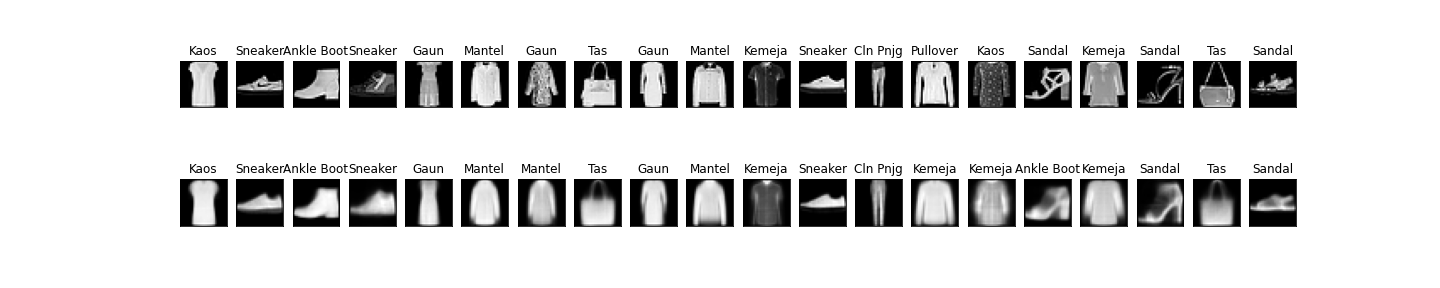 Kaos Sneaker Ankle Boot Sneaker Gaun Mantel Gaun Tas Gaun Mantel Kemeja Sneaker Cln Pnjg Pullover Kaos Sandal Kemeja Sandal Tas Sandal
Kaos Sneaker Ankle Boot Sneaker Gaun Mantel Mantel Tas Gaun Mantel Kemeja Sneaker Cln Pnjg Kemeja Kemeja Ankle Boot Kemeja Sandal Tas Sandal